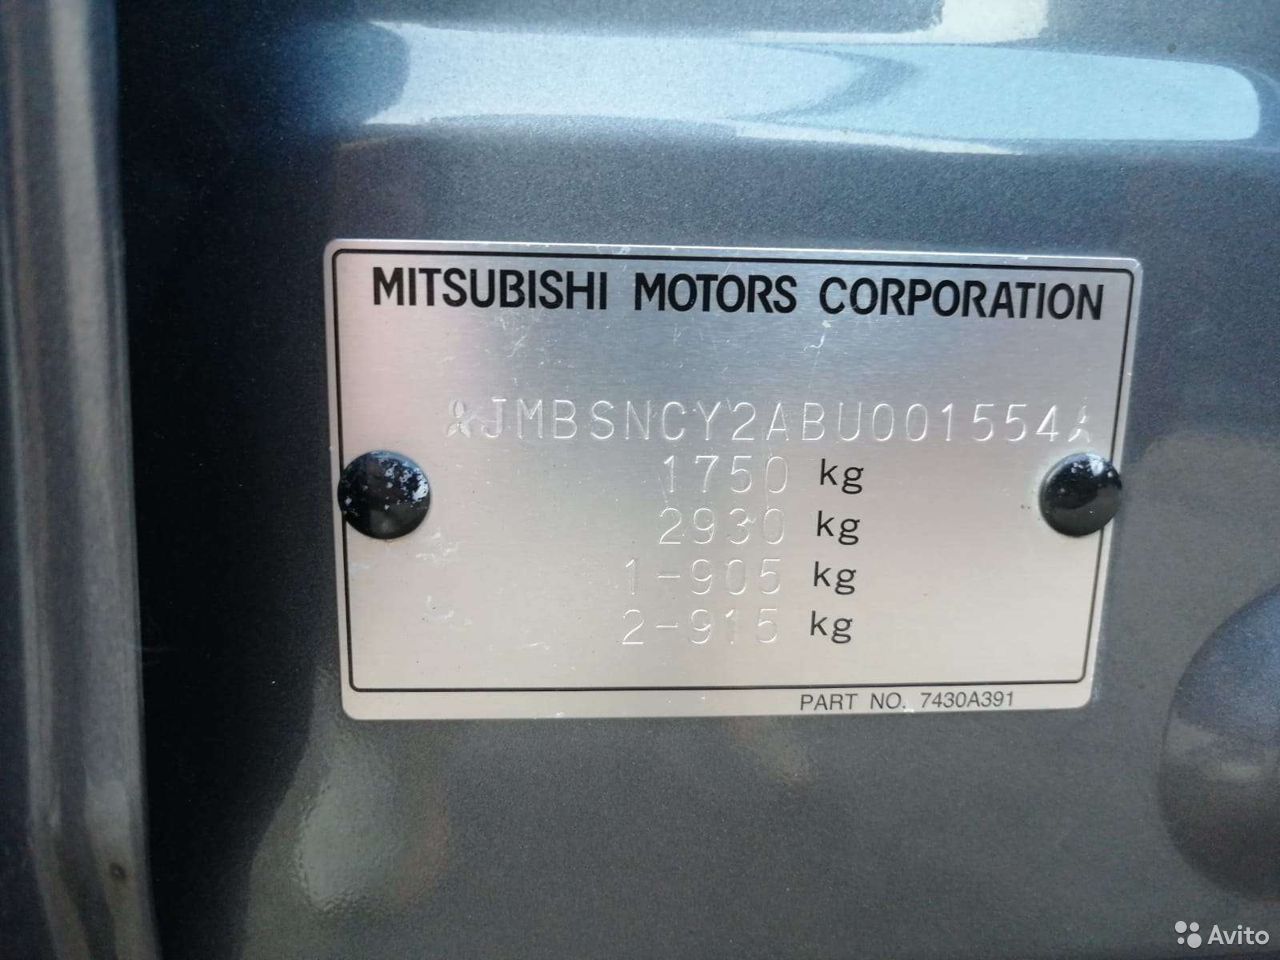 MITSUBISHI MOTORS CORPORATION
JMBSNCY2ABU001554
1750 kg
2930 kg
1-905 kg
2-915 kg
PART NO. 7430A391
Avito